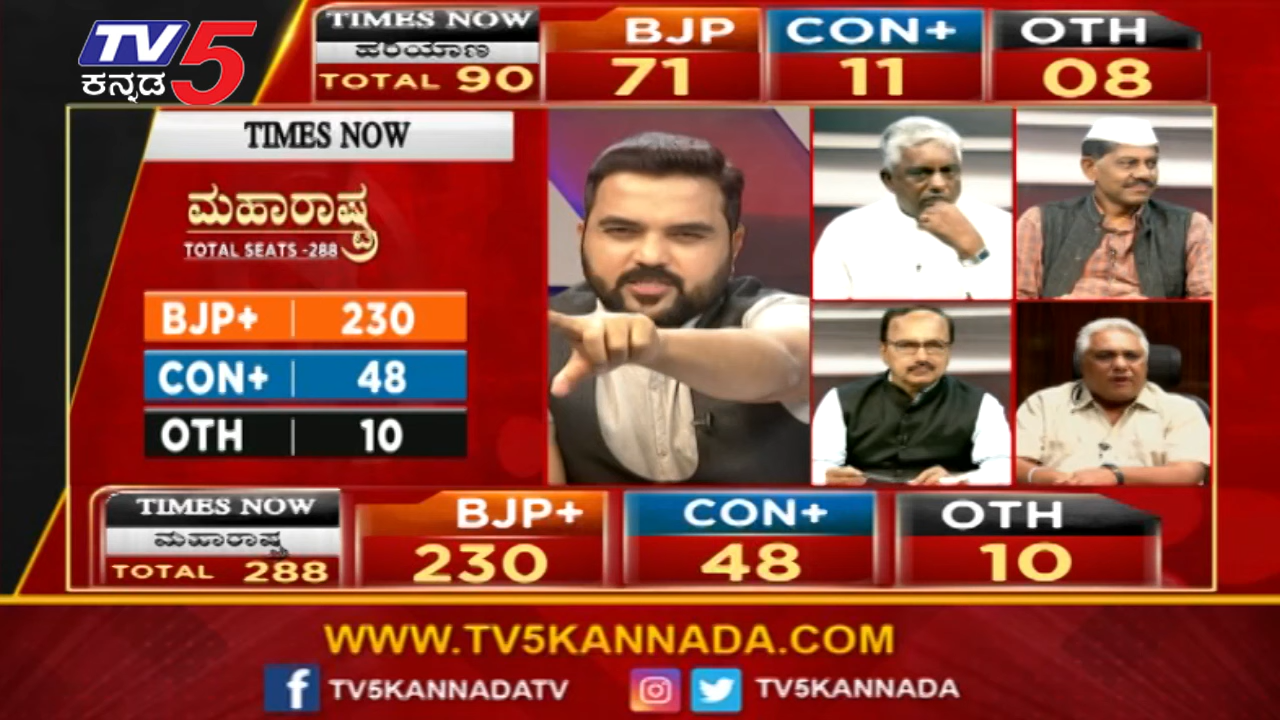 TV5
ಕನ್ನಡ
TIMES NOW
ಹರಿಯಾಣ
TOTAL 90
BJP
71
CON+
11
OTH
08
TIMES NOW
ಮಹಾರಾಷ್ಟ್ರ
TOTAL SEATS -288
BJP+ 230
CON+ 48
OTH 10
TIMES NOW
ಮಹಾರಾಷ್ಟ್ರ
TOTAL 288
BJP+
230
CON+
48
OTH
10
WWW.TV5KANNADA.COM
f TV5KANNADATV
TV5KANNADA